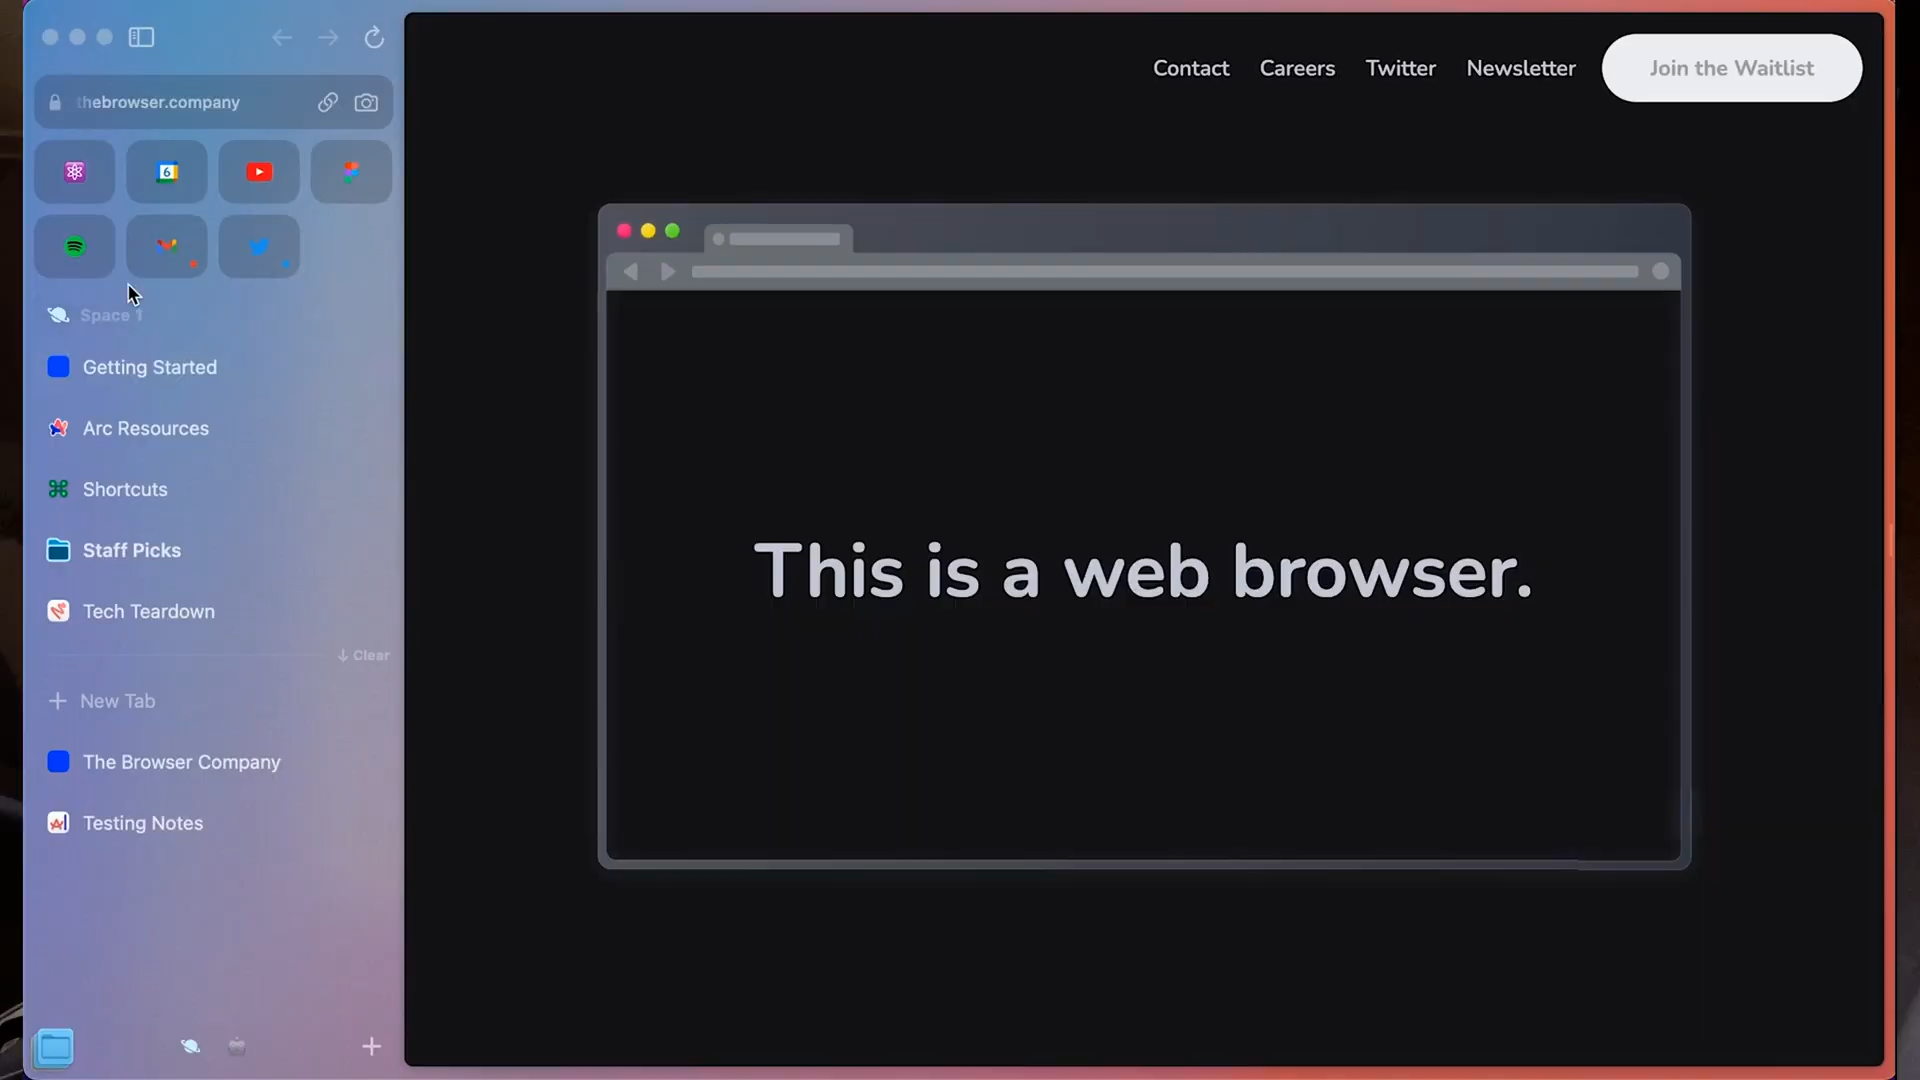 thebrowser.company
6
Space 1
Getting Started
Arc Resources
Shortcuts
Staff Picks
Tech Teardown
Clear
New Tab
The Browser Company
Testing Notes
Contact
Careers
Twitter
Newsletter
Join the Waitlist
This is a web browser.